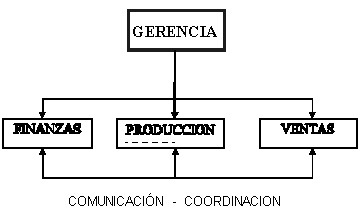 GERENCIA
FINANZAS
PRODUCCION
VENTAS
COMUNICACIÓN - COORDINACION